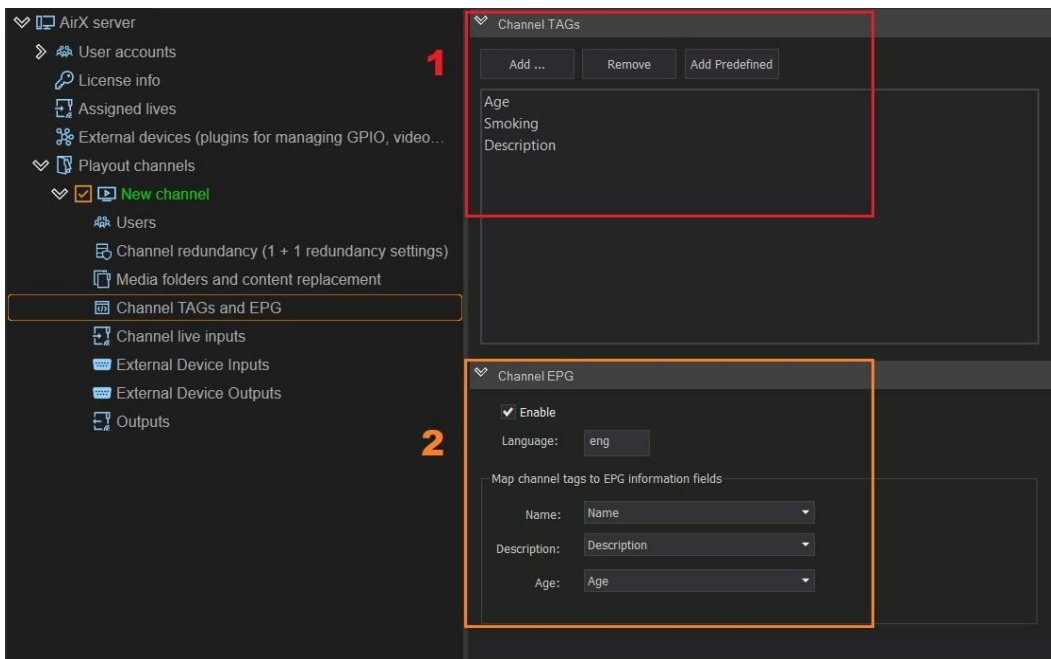 AirX server
User accounts
License info
Assigned lives
External devices (plugins for managing GPIO, video...
Playout channels
New channel
Users
Channel redundancy (1 + 1 redundancy settings)
Media folders and content replacement
Channel TAGs and EPG
Channel live inputs
External Device Inputs
External Device Outputs
Outputs
1
Channel TAGs
Add ... Remove Add Predefined
Age
Smoking
Description
2
Channel EPG
Enable
Language: eng
Map channel tags to EPG information fields
Name: Name
Description: Description
Age: Age